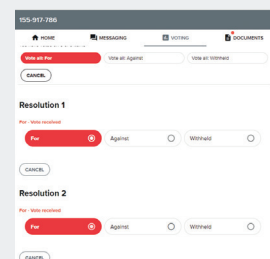 155-917-786
HOME MESSAGING VOTING DOCUMENTS
Vote all For Vote all Against Vote all Withheld
CANCEL
Resolution 1
For - Vote received
For Against Withheld
CANCEL
Resolution 2
For - Vote received
For Against Withheld
CANCEL